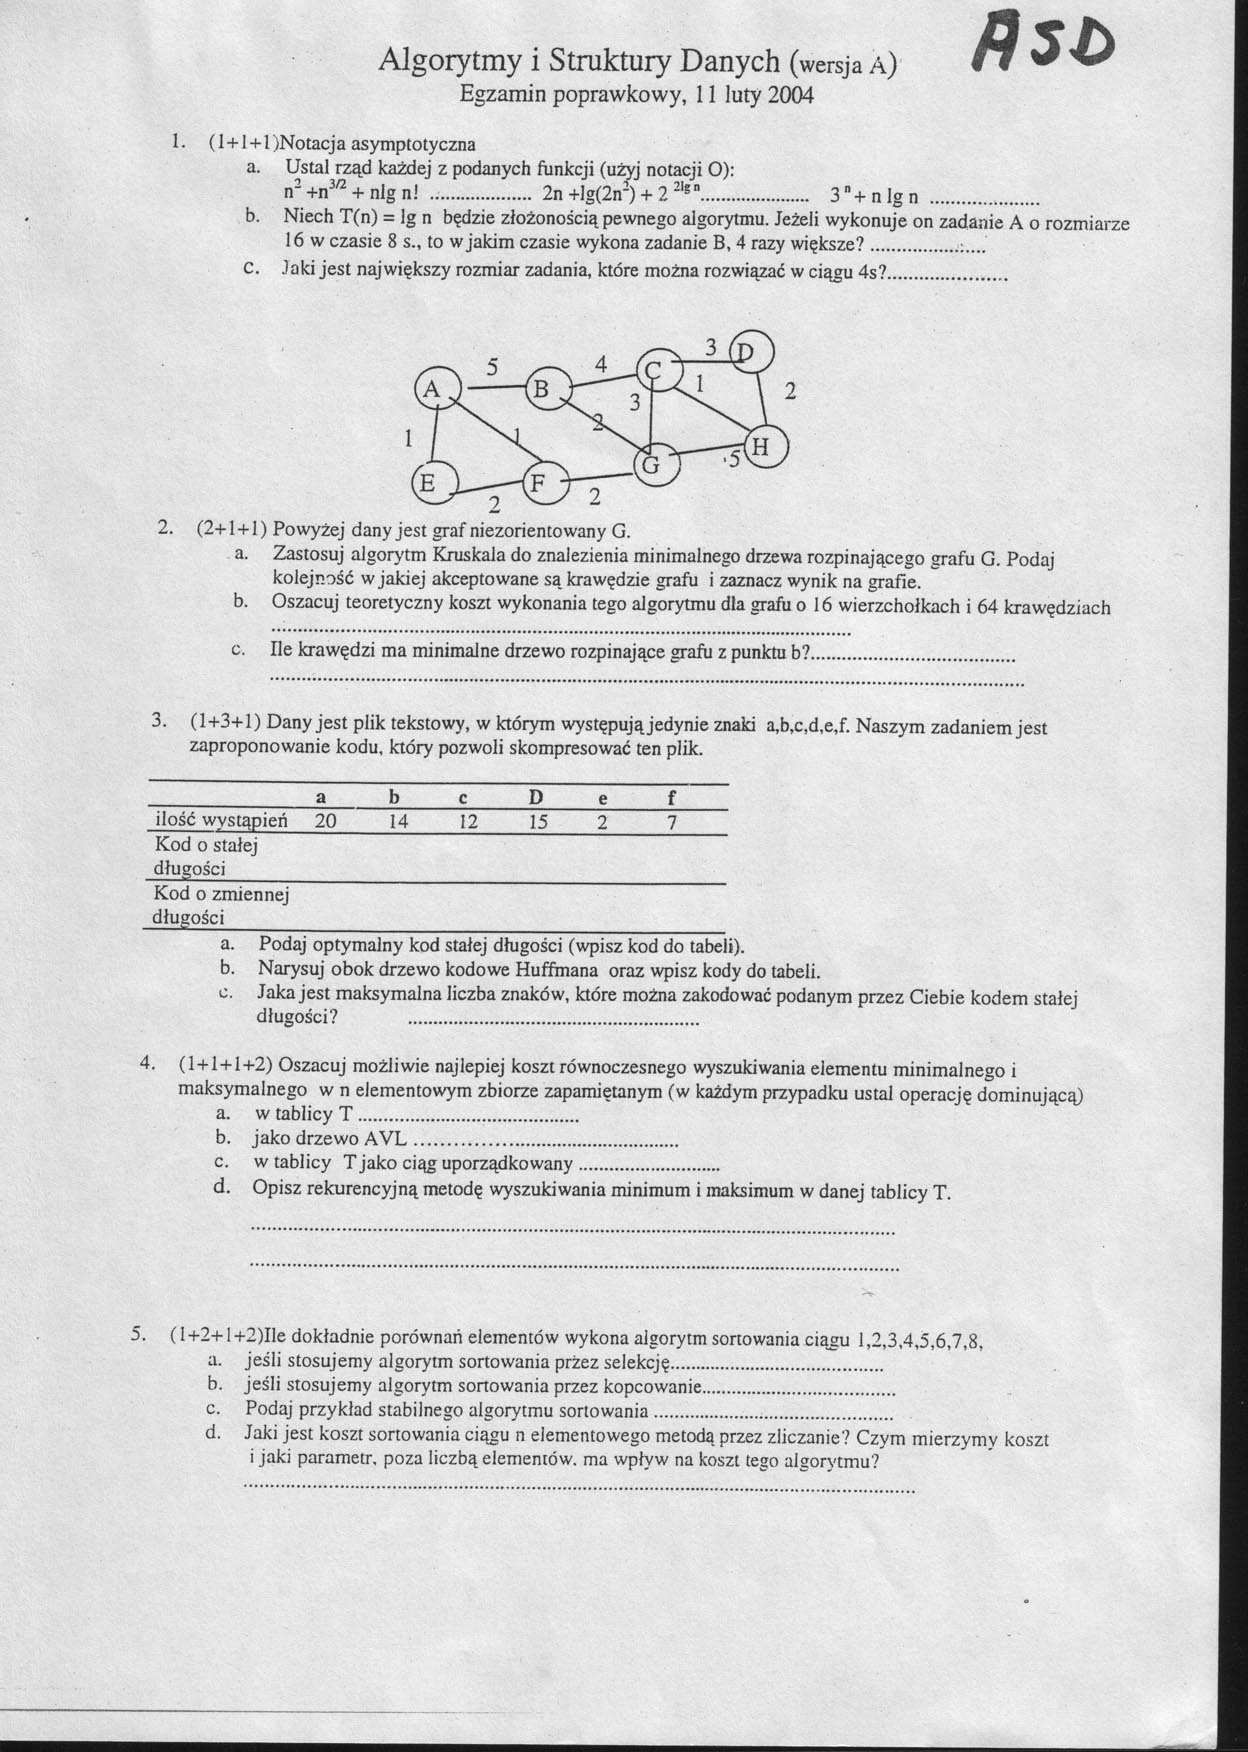 ASD
Algorytmy i Struktury Danych (wersja A)
Egzamin poprawkowy, 11 luty 2004
1. (1+1+1)Notacja asymptotyczna
a. Ustal rząd każdej z podanych funkcji (użyj notacji O):
n² +n^3/2 + nlg n! ..................... 2n +lg(2n²) + 2 ^2lg n...................... 3 ^n + n lg n ......................
b. Niech T(n) = lg n będzie złożonością pewnego algorytmu. Jeżeli wykonuje on zadanie A o rozmiarze
16 w czasie 8 s., to w jakim czasie wykona zadanie B, 4 razy większe? .......................
c. Jaki jest największy rozmiar zadania, które można rozwiązać w ciągu 4s?........................
3 D
5 4 C
A B 1 2
3
2
1 1
G 5 H
E F
2 2
2. (2+1+1) Powyżej dany jest graf niezorientowany G.
a. Zastosuj algorytm Kruskala do znalezienia minimalnego drzewa rozpinającego grafu G. Podaj
kolejność w jakiej akceptowane są krawędzie grafu i zaznacz wynik na grafie.
b. Oszacuj teoretyczny koszt wykonania tego algorytmu dla grafu o 16 wierzchołkach i 64 krawędziach
................................................................................
c. Ile krawędzi ma minimalne drzewo rozpinające grafu z punktu b?........................................
................................................................................
3. (1+3+1) Dany jest plik tekstowy, w którym występują jedynie znaki a,b,c,d,e,f. Naszym zadaniem jest
zaproponowanie kodu, który pozwoli skompresować ten plik.
a b c D e f
ilość wystąpień 20 14 12 15 2 7
Kod o stałej
długości
Kod o zmiennej
długości
a. Podaj optymalny kod stałej długości (wpisz kod do tabeli).
b. Narysuj obok drzewo kodowe Huffmana oraz wpisz kody do tabeli.
c. Jaka jest maksymalna liczba znaków, które można zakodować podanym przez Ciebie kodem stałej
długości? ............................................................
4. (1+1+1+2) Oszacuj możliwie najlepiej koszt równoczesnego wyszukiwania elementu minimalnego i
maksymalnego w n elementowym zbiorze zapamiętanym (w każdym przypadku ustal operację dominującą)
a. w tablicy T .............................................
b. jako drzewo AVL ......................................................
c. w tablicy T jako ciąg uporządkowany .............................
d. Opisz rekurencyjną metodę wyszukiwania minimum i maksimum w danej tablicy T.
................................................................................
................................................................................
5. (1+2+1+2)Ile dokładnie porównań elementów wykona algorytm sortowania ciągu 1,2,3,4,5,6,7,8,
a. jeśli stosujemy algorytm sortowania przez selekcję...........................................
b. jeśli stosujemy algorytm sortowania przez kopcowanie.......................................
c. Podaj przykład stabilnego algorytmu sortowania ................................................
d. Jaki jest koszt sortowania ciągu n elementowego metodą przez zliczanie? Czym mierzymy koszt
i jaki parametr, poza liczbą elementów, ma wpływ na koszt tego algorytmu?
................................................................................